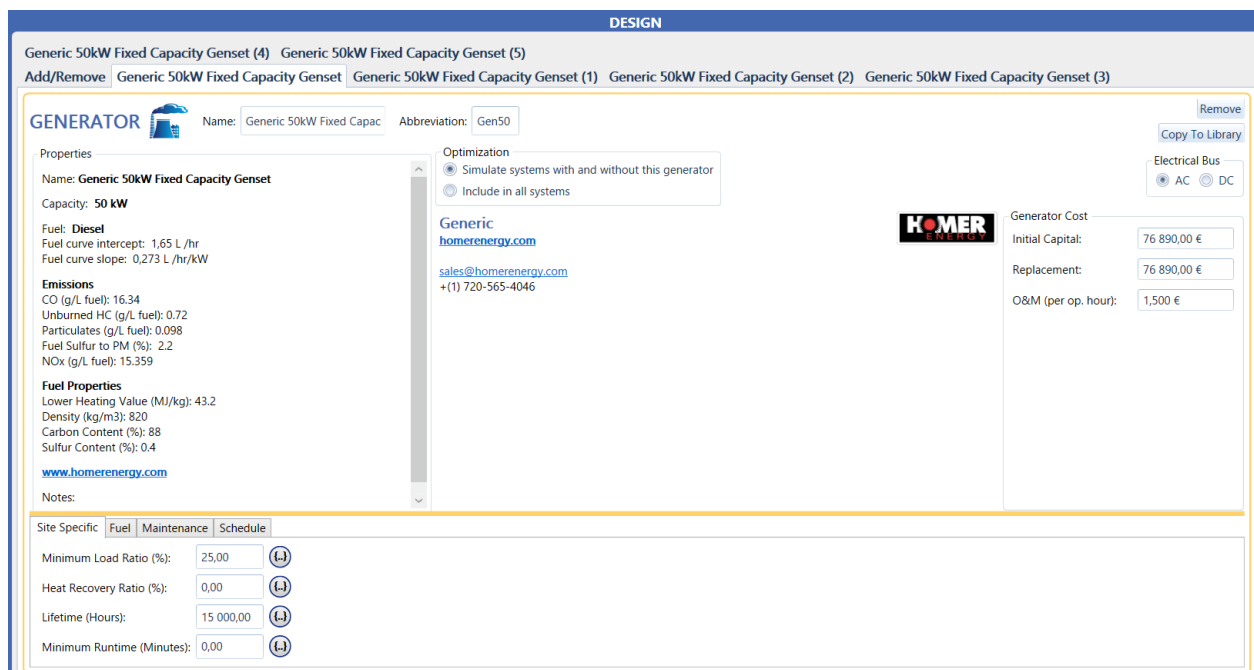 DESIGN
Generic 50kW Fixed Capacity Genset (4) Generic 50kW Fixed Capacity Genset (5)
Add/Remove Generic 50kW Fixed Capacity Genset Generic 50kW Fixed Capacity Genset (1) Generic 50kW Fixed Capacity Genset (2) Generic 50kW Fixed Capacity Genset (3)
GENERATOR Name: Generic 50kW Fixed Capac Abbreviation: Gen50
Remove
Copy To Library
Properties
Name: Generic 50kW Fixed Capacity Genset
Capacity: 50 kW
Fuel: Diesel
Fuel curve intercept: 1,65 L /hr
Fuel curve slope: 0,273 L /hr/kW
Emissions
CO (g/L fuel): 16.34
Unburned HC (g/L fuel): 0.72
Particulates (g/L fuel): 0.098
Fuel Sulfur to PM (%): 2.2
NOx (g/L fuel): 15.359
Fuel Properties
Lower Heating Value (MJ/kg): 43.2
Density (kg/m3): 820
Carbon Content (%): 88
Sulfur Content (%): 0.4
www.homerenergy.com
Notes:
Optimization
Simulate systems with and without this generator
Include in all systems
Generic
homerenergy.com
sales@homerenergy.com
+(1) 720-565-4046
HOMER
ENERGY
Electrical Bus
AC DC
Generator Cost
Initial Capital: 76 890,00 €
Replacement: 76 890,00 €
O&M (per op. hour): 1,500 €
Site Specific Fuel Maintenance Schedule
Minimum Load Ratio (%): 25,00 {..}
Heat Recovery Ratio (%): 0,00 {..}
Lifetime (Hours): 15 000,00 {..}
Minimum Runtime (Minutes): 0,00 {..}